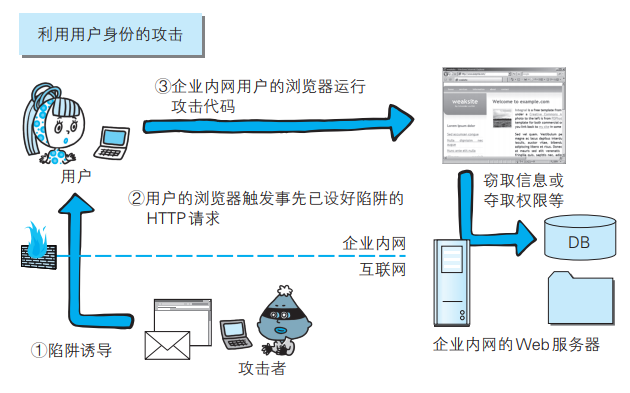 利用用户身份的攻击
③企业内网用户的浏览器运行
攻击代码
weaksite
Welcome to example.com
用户
②用户的浏览器触发事先已设好陷阱的
HTTP请求
窃取信息或
夺取权限等
DB
企业内网
互联网
①陷阱诱导
攻击者
企业内网的Web服务器